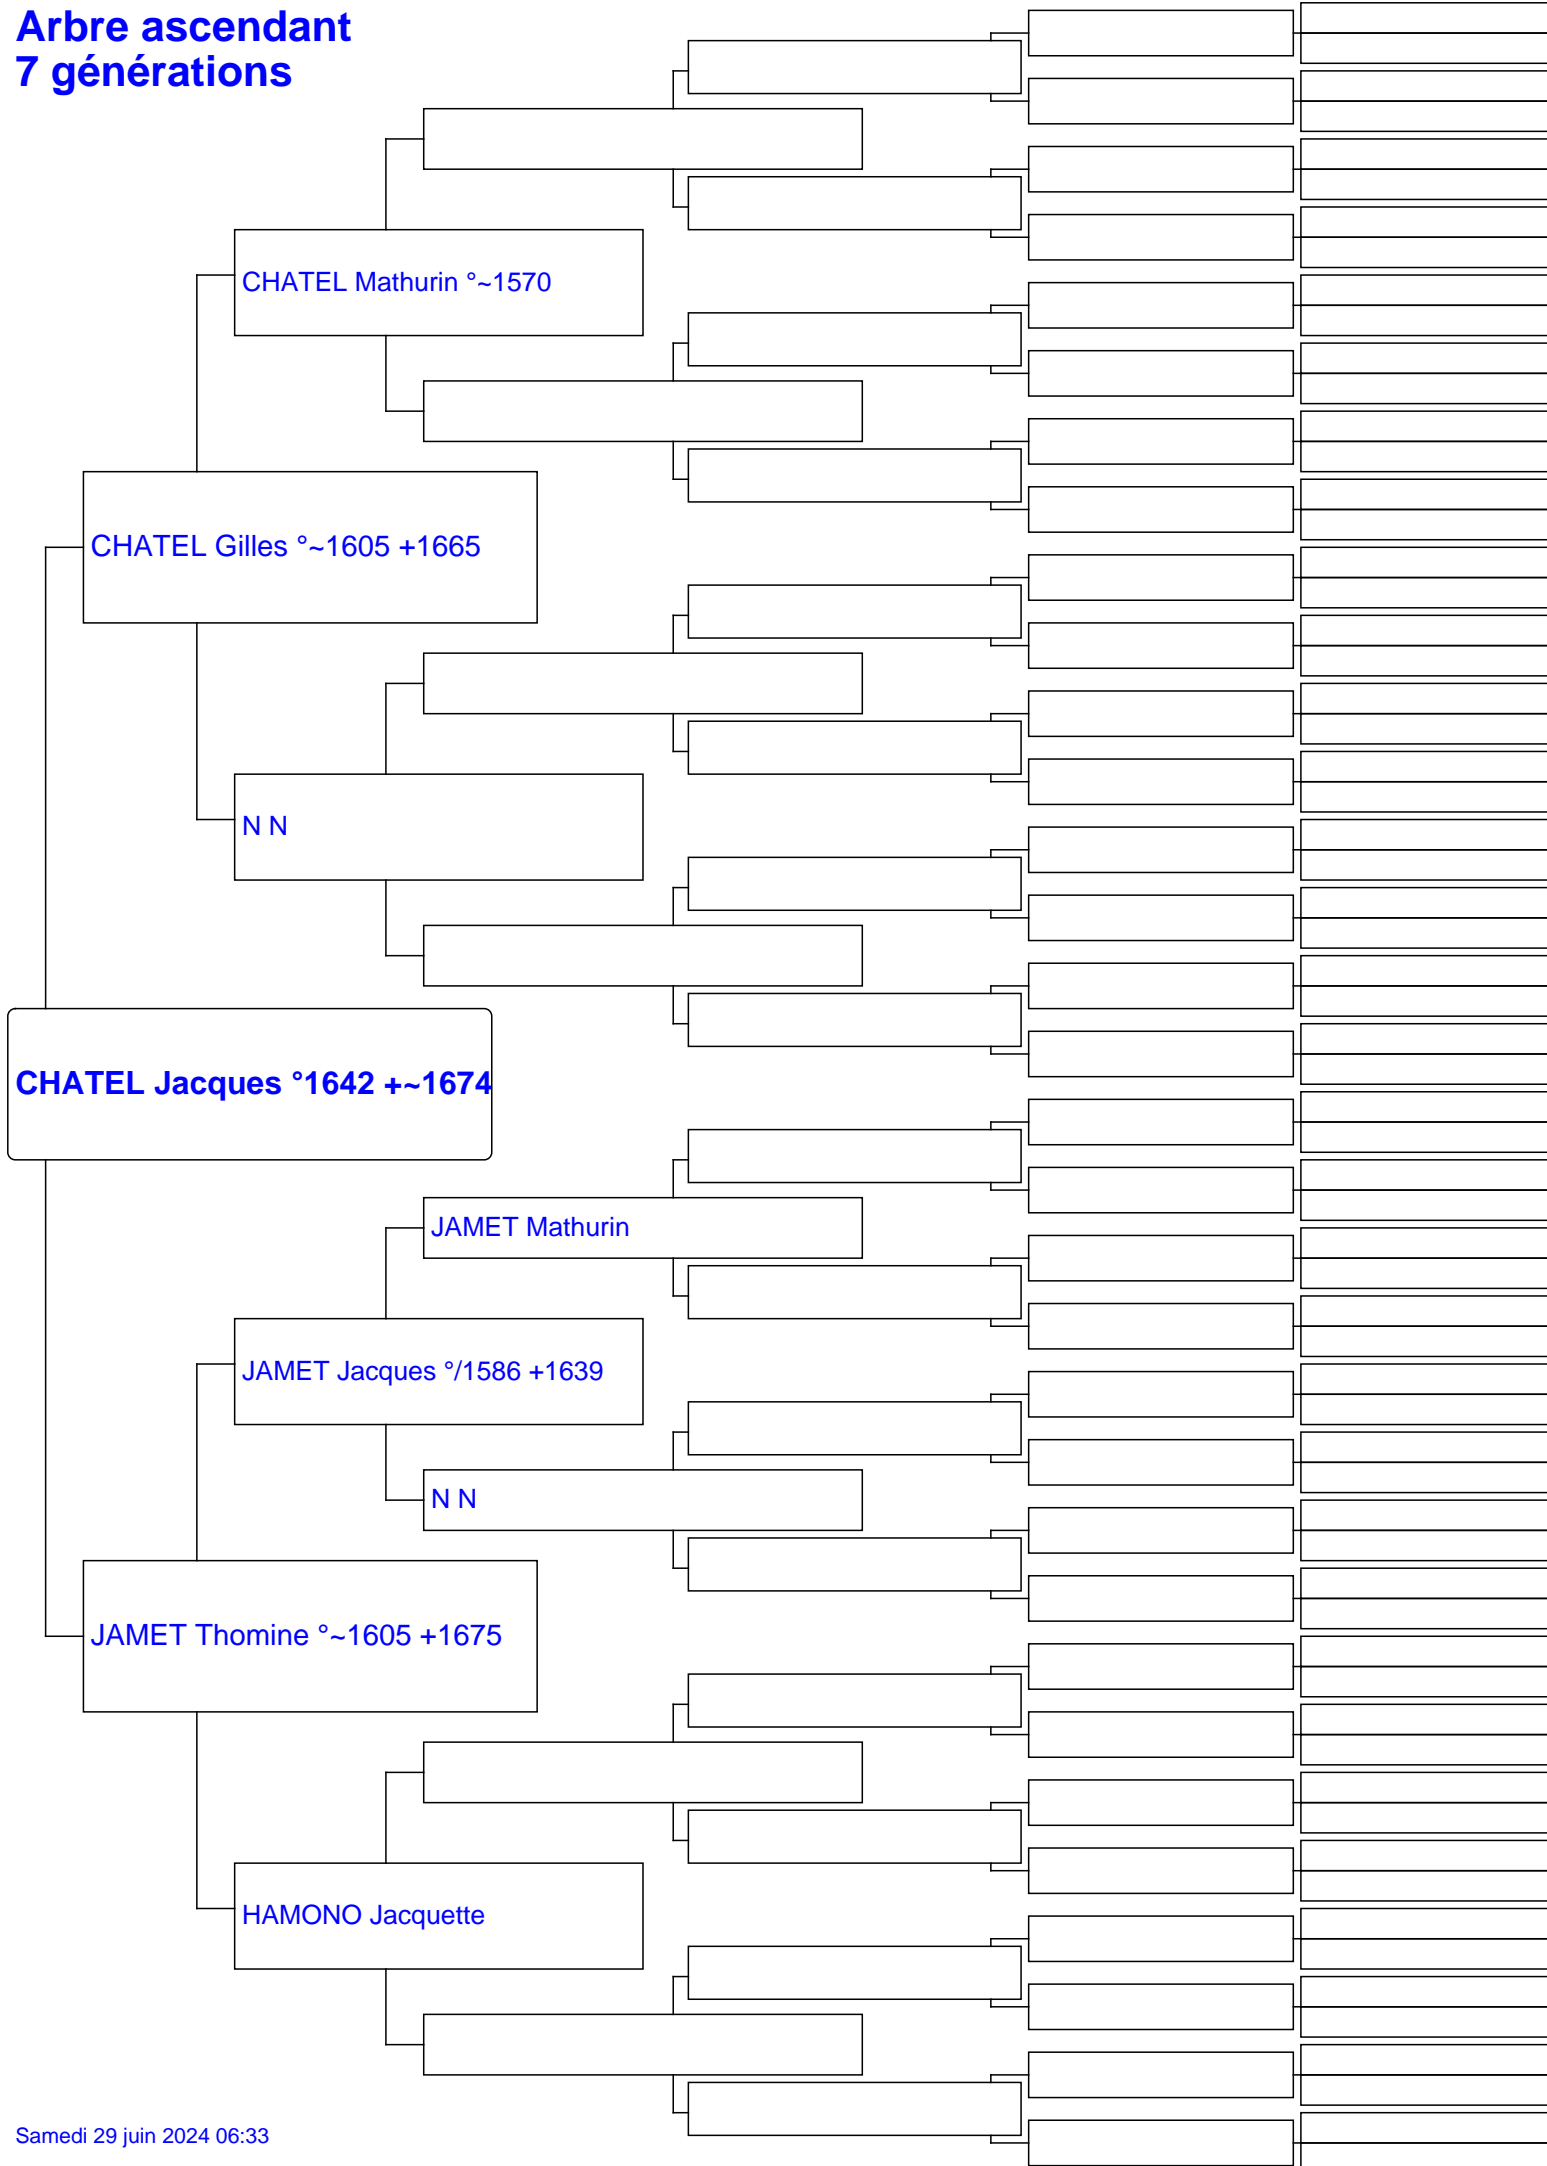 Arbre ascendant
7 générations
CHATEL Mathurin °~1570
CHATEL Gilles °~1605 +1665
N N
CHATEL Jacques °1642 +~1674
JAMET Mathurin
JAMET Jacques °/1586 +1639
N N
JAMET Thomine °~1605 +1675
HAMONO Jacquette
Samedi 29 juin 2024 06:33